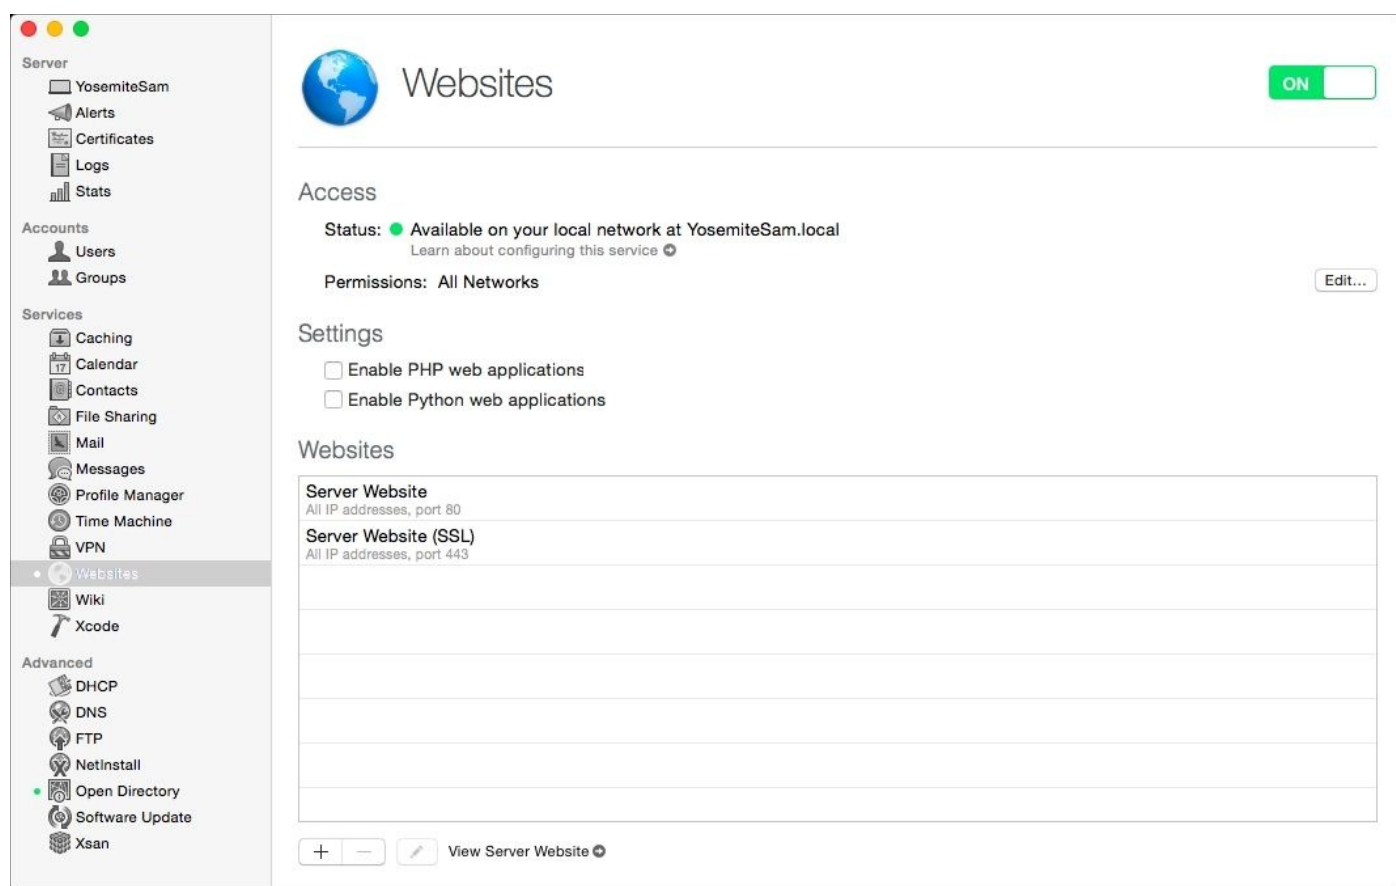 Server
YosemiteSam
Alerts
Certificates
Logs
Stats
Accounts
Users
Groups
Services
Caching
17
Calendar
Contacts
File Sharing
Mail
Messages
Profile Manager
Time Machine
VPN
Websites
Wiki
Xcode
Advanced
DHCP
DNS
FTP
NetInstall
Open Directory
Software Update
Xsan
Websites
ON
Access
Status: Available on your local network at YosemiteSam.local
Learn about configuring this service
Permissions: All Networks
Edit...
Settings
Enable PHP web applications
Enable Python web applications
Websites
Server Website
All IP addresses, port 80
Server Website (SSL)
All IP addresses, port 443
View Server Website